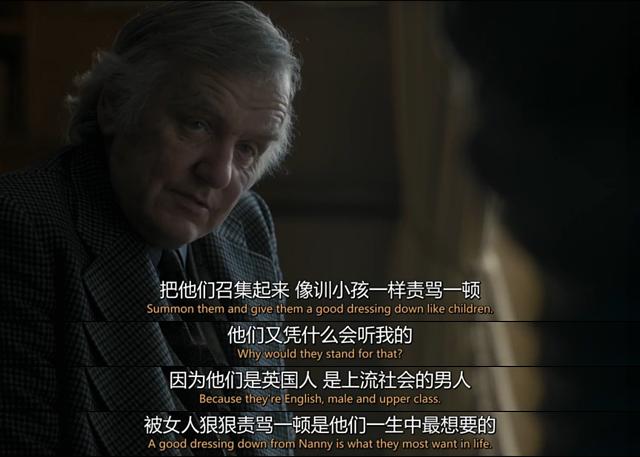 把他们召集起来 像训小孩一样责骂一顿
Summon them and give them a good dressing down like children.
他们又凭什么会听我的
Why would they stand for that?
因为他们是英国人 是上流社会的男人
Because they're English, male and upper class.
被女人狠狠责骂一顿是他们一生中最想要的
A good dressing down from Nanny is what they most want in life.